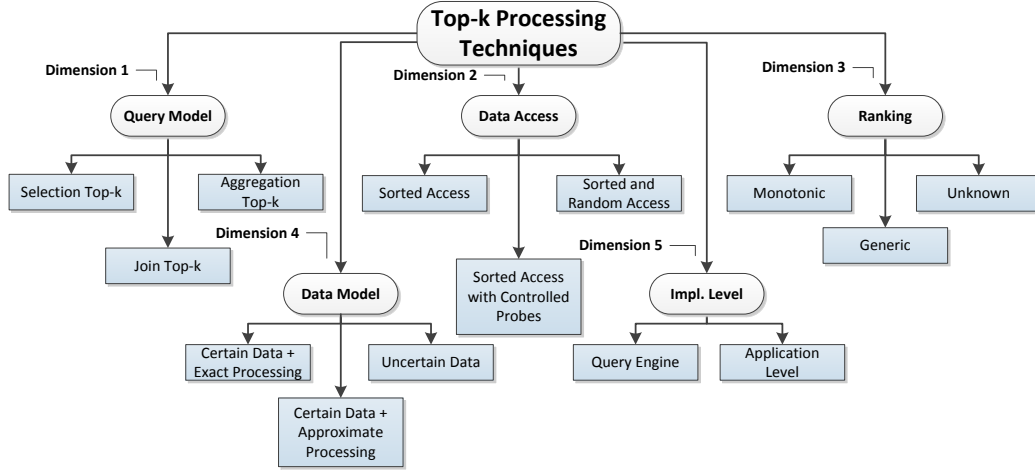 Top-k Processing
Techniques
Dimension 1
Dimension 2
Dimension 3
Query Model
Data Access
Ranking
Selection Top-k
Aggregation
Top-k
Sorted Access
Sorted and
Random Access
Monotonic
Unknown
Join Top-k
Generic
Dimension 4
Dimension 5
Sorted Access
with Controlled
Probes
Data Model
Impl. Level
Certain Data +
Exact Processing
Uncertain Data
Query Engine
Application
Level
Certain Data +
Approximate
Processing